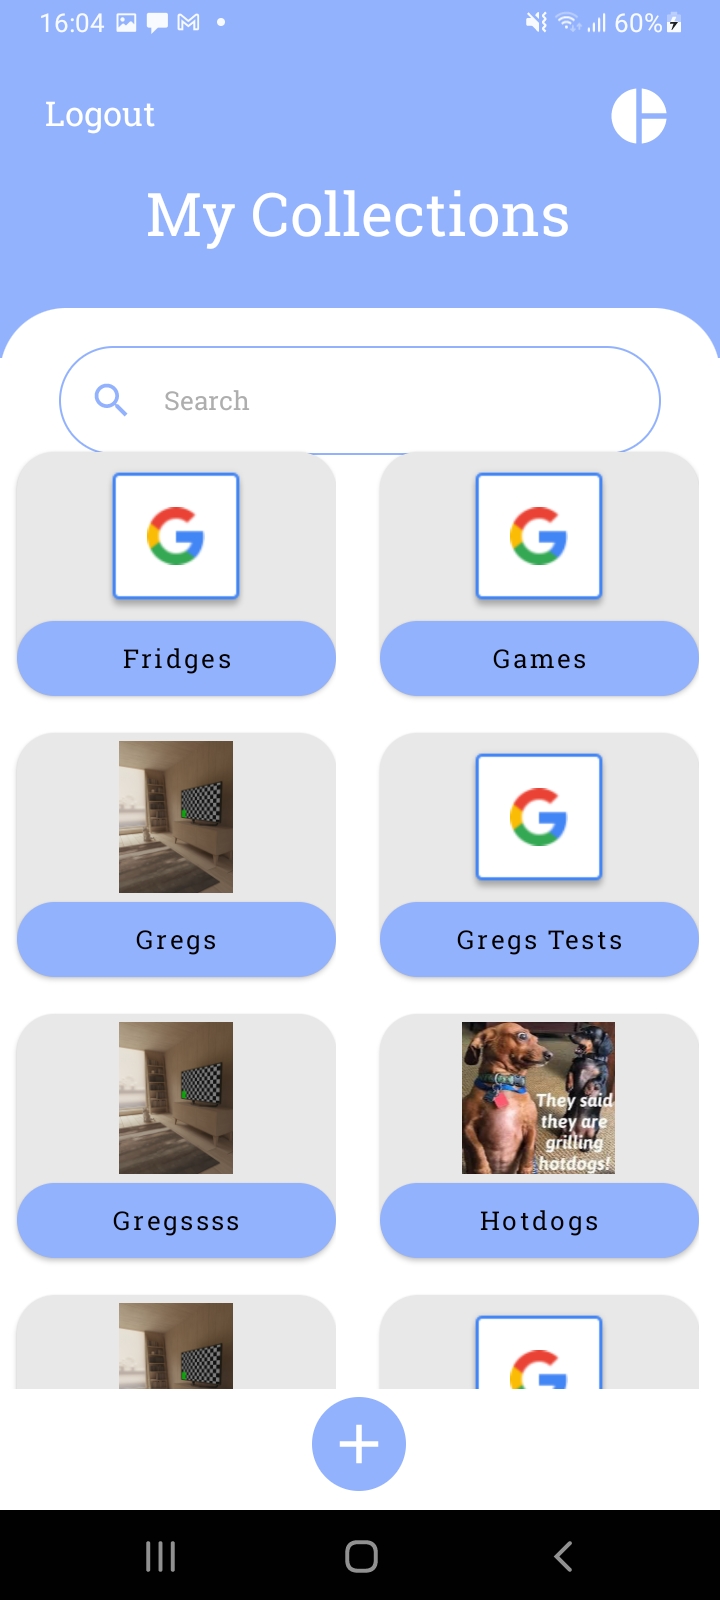 16:04
60%
Logout
My Collections
Search
Fridges
Games
Gregs
Gregs Tests
Gregssss
Hotdogs
They said
they are
grilling
hotdogs!